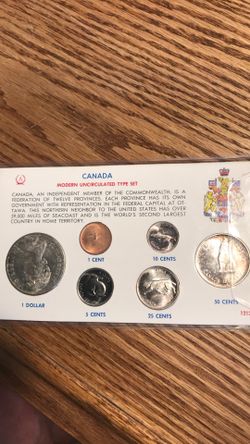 CANADA
MODERN UNCIRCULATED TYPE SET
CANADA, AN INDEPENDENT MEMBER OF THE COMMONWEALTH, IS A
FEDERATION OF TWELVE PROVINCES. EACH PROVINCE HAS ITS OWN
GOVERNMENT WITH REPRESENTATION IN THE FEDERAL CAPITAL AT OT-
TAWA. THIS NORTHERN NEIGHBOR TO THE UNITED STATES HAS OVER
59,000 MILES OF SEACOAST AND IS THE WORLD'S SECOND LARGEST
COUNTRY IN HOME TERRITORY.
1 CENT
10 CENTS
1 DOLLAR
50 CENTS
5 CENTS
25 CENTS